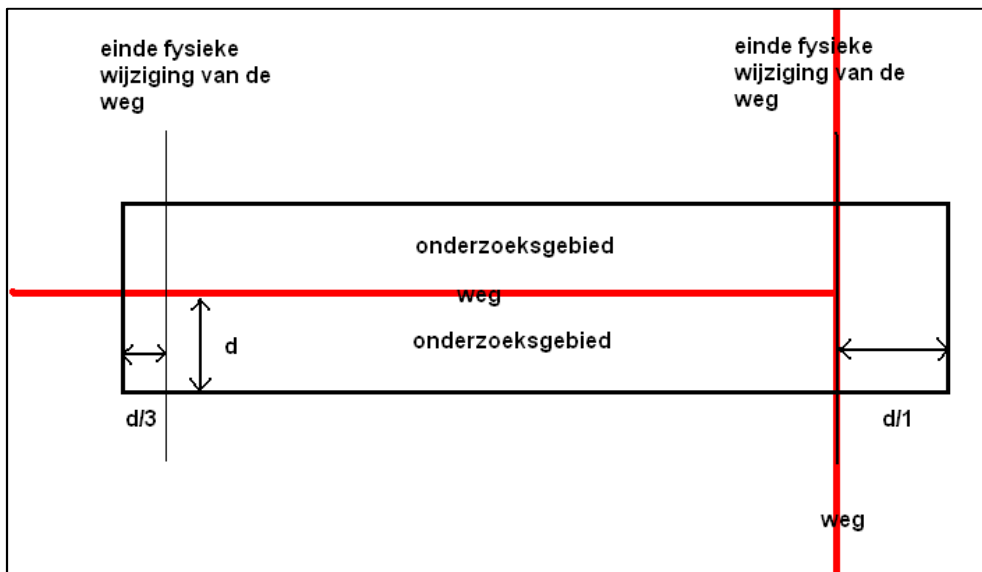 einde fysieke
wijziging van de
weg
einde fysieke
wijziging van de
weg
onderzoeksgebied
weg
onderzoeksgebied
d
d/3
d/1
weg